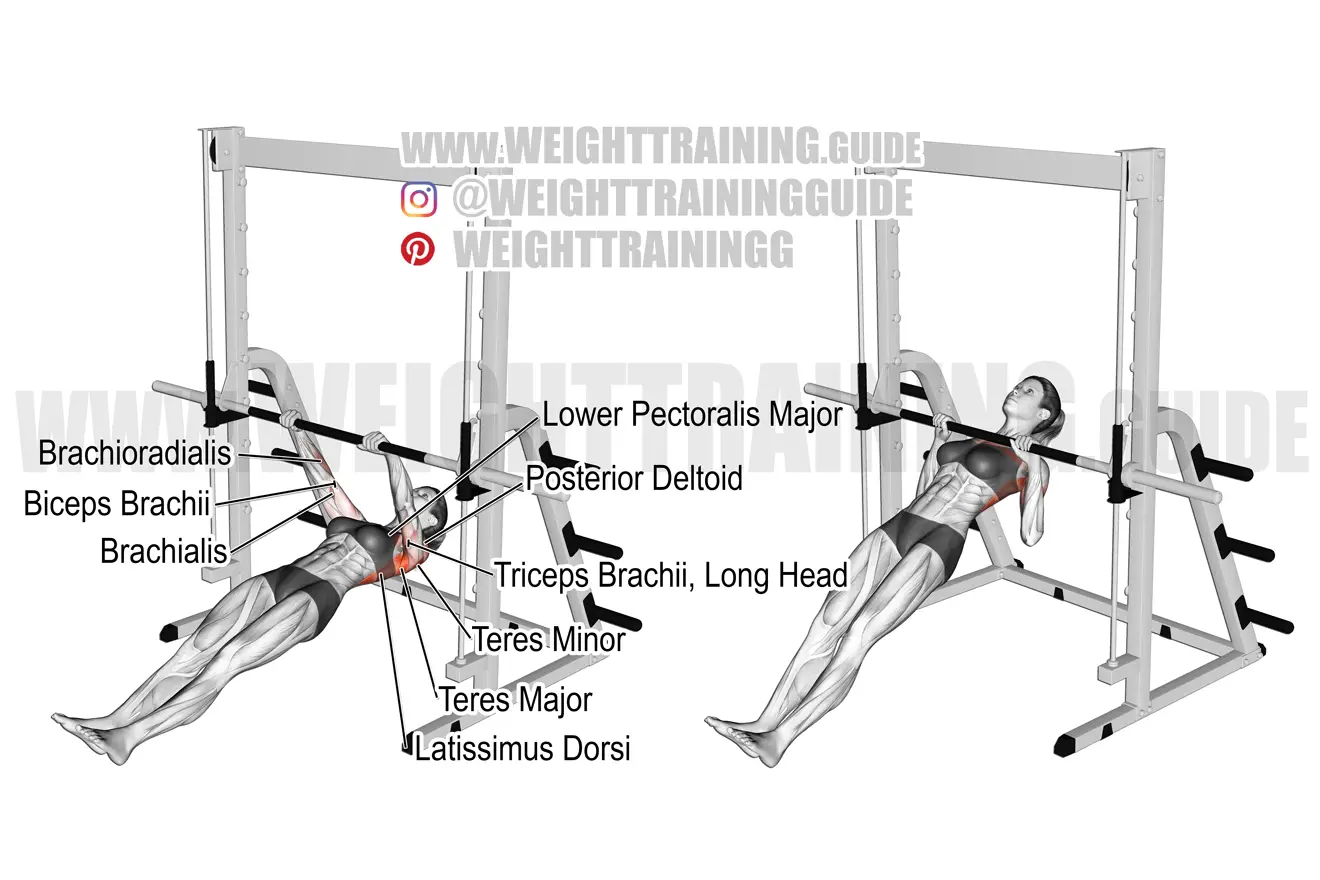 WWW.WEIGHTTRAINING.GUIDE
@WEIGHTTRAININGGUIDE
WEIGHTTRAININGG
WWW.WEIGHTTRAINING.GUIDE
Lower Pectoralis Major
Brachioradialis
Posterior Deltoid
Biceps Brachii
Brachialis
Triceps Brachii, Long Head
Teres Minor
Teres Major
Latissimus Dorsi